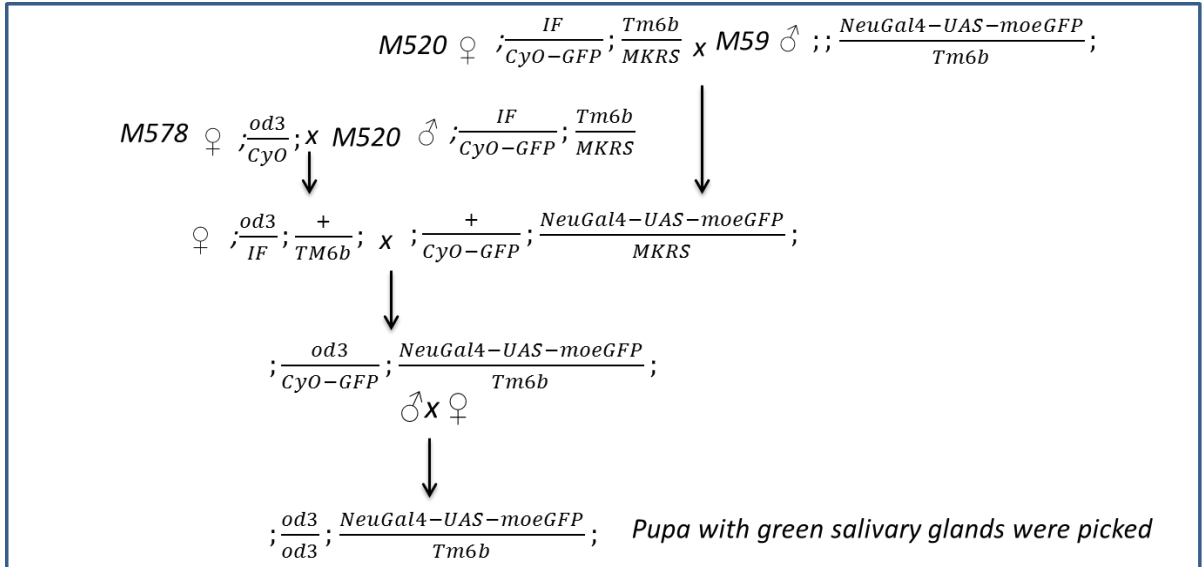 M520 ♀ ;IF/CyO−GFP;Tm6b/MKRS x M59 ♂ ;;NeuGal4−UAS−moeGFP/Tm6b;
M578 ♀ ;od3/CyO; x M520 ♂ ;IF/CyO−GFP;Tm6b/MKRS
♀ ;od3/IF;+/TM6b; x ;+/CyO−GFP;NeuGal4−UAS−moeGFP/MKRS;
;od3/CyO−GFP;NeuGal4−UAS−moeGFP/Tm6b;
♂x ♀
;od3/od3;NeuGal4−UAS−moeGFP/Tm6b; Pupa with green salivary glands were picked